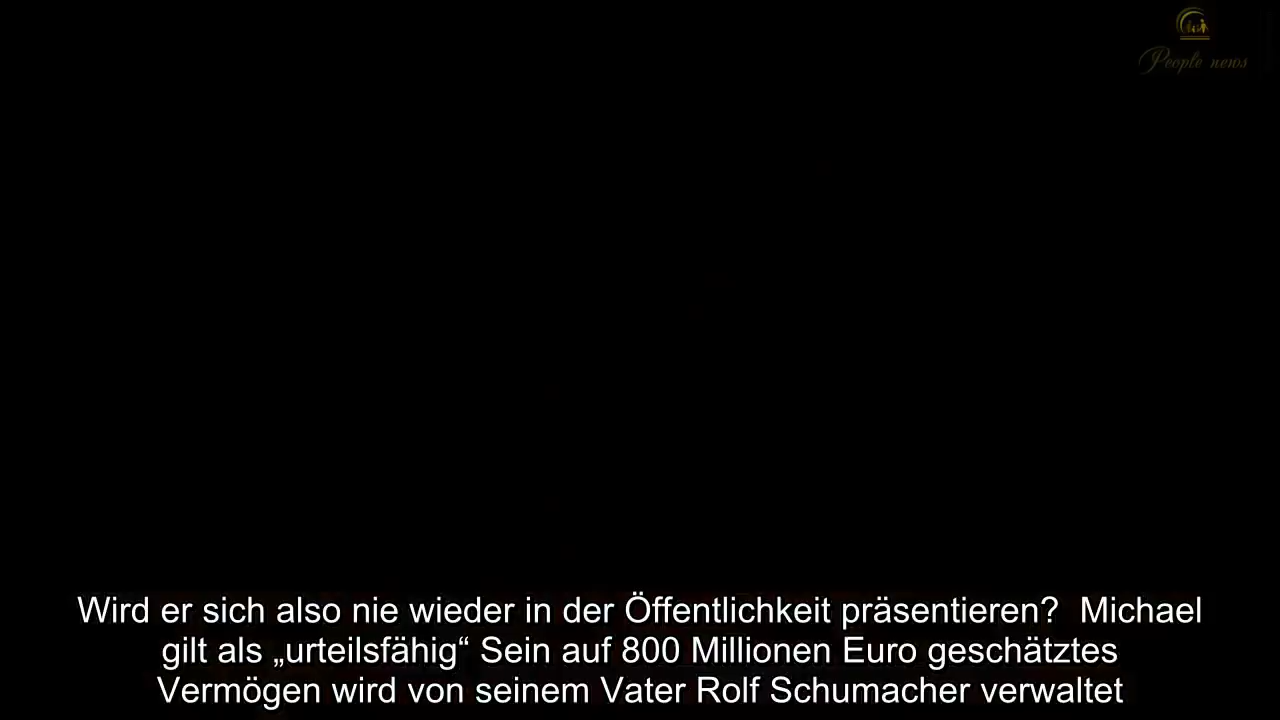 People news
Wird er sich also nie wieder in der Öffentlichkeit präsentieren?  Michael
gilt als „urteilsfähig“ Sein auf 800 Millionen Euro geschätztes
Vermögen wird von seinem Vater Rolf Schumacher verwaltet